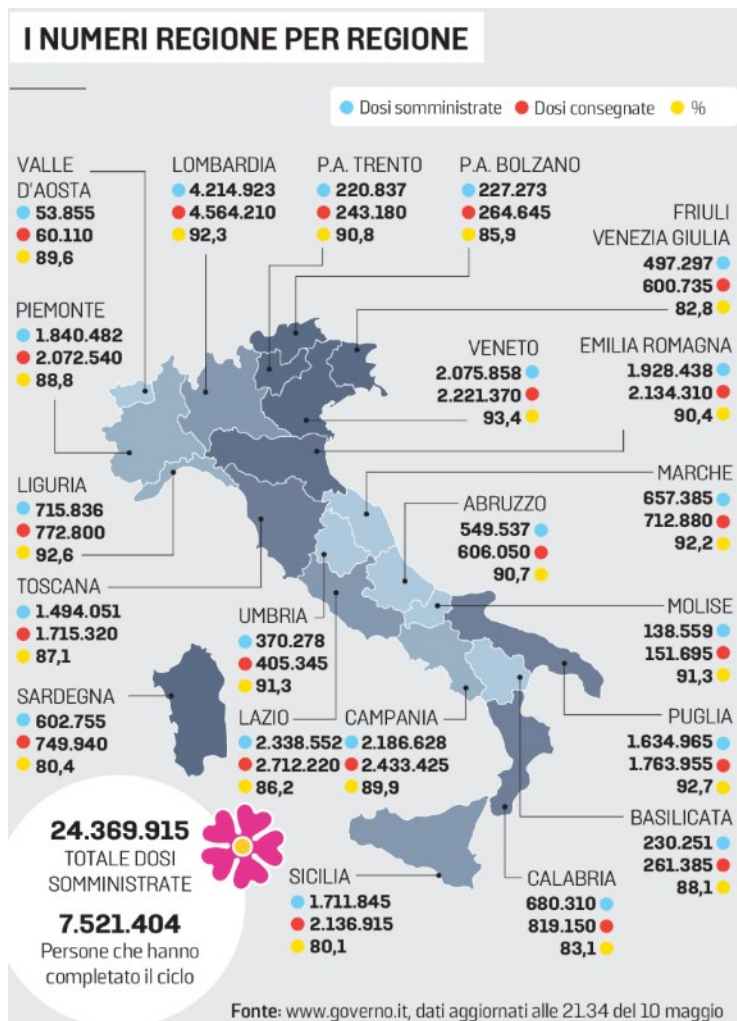 I NUMERI REGIONE PER REGIONE
Dosi somministrate Dosi consegnate %
VALLE
D'AOSTA
53.855
60.110
89,6
LOMBARDIA
4.214.923
4.564.210
92,3
P.A. TRENTO
220.837
243.180
90,8
P.A. BOLZANO
227.273
264.645
85,9
FRIULI
VENEZIA GIULIA
497.297
600.735
82,8
PIEMONTE
1.840.482
2.072.540
88,8
VENETO
2.075.858
2.221.370
93,4
EMILIA ROMAGNA
1.928.438
2.134.310
90,4
LIGURIA
715.836
772.800
92,6
ABRUZZO
549.537
606.050
90,7
MARCHE
657.385
712.880
92,2
TOSCANA
1.494.051
1.715.320
87,1
UMBRIA
370.278
405.345
91,3
MOLISE
138.559
151.695
91,3
SARDEGNA
602.755
749.940
80,4
LAZIO
2.338.552
2.712.220
86,2
CAMPANIA
2.186.628
2.433.425
89,9
PUGLIA
1.634.965
1.763.955
92,7
BASILICATA
230.251
261.385
88,1
24.369.915
TOTALE DOSI
SOMMINISTRATE
7.521.404
Persone che hanno
completato il ciclo
SICILIA
1.711.845
2.136.915
80,1
CALABRIA
680.310
819.150
83,1
Fonte: www.governo.it, dati aggiornati alle 21.34 del 10 maggio